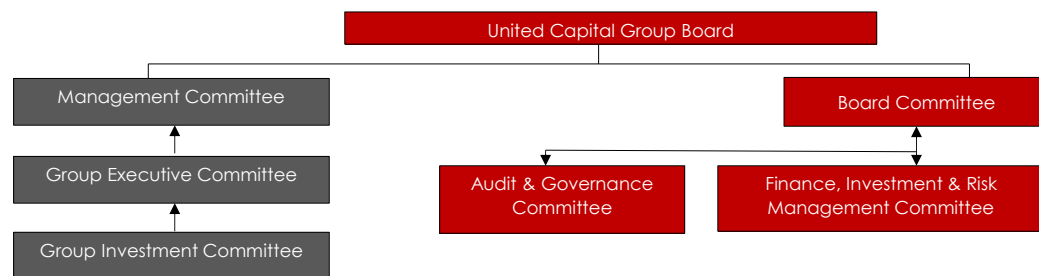 United Capital Group Board
Management Committee
Board Committee
Group Executive Committee
Audit & Governance
Committee
Finance, Investment & Risk
Management Committee
Group Investment Committee